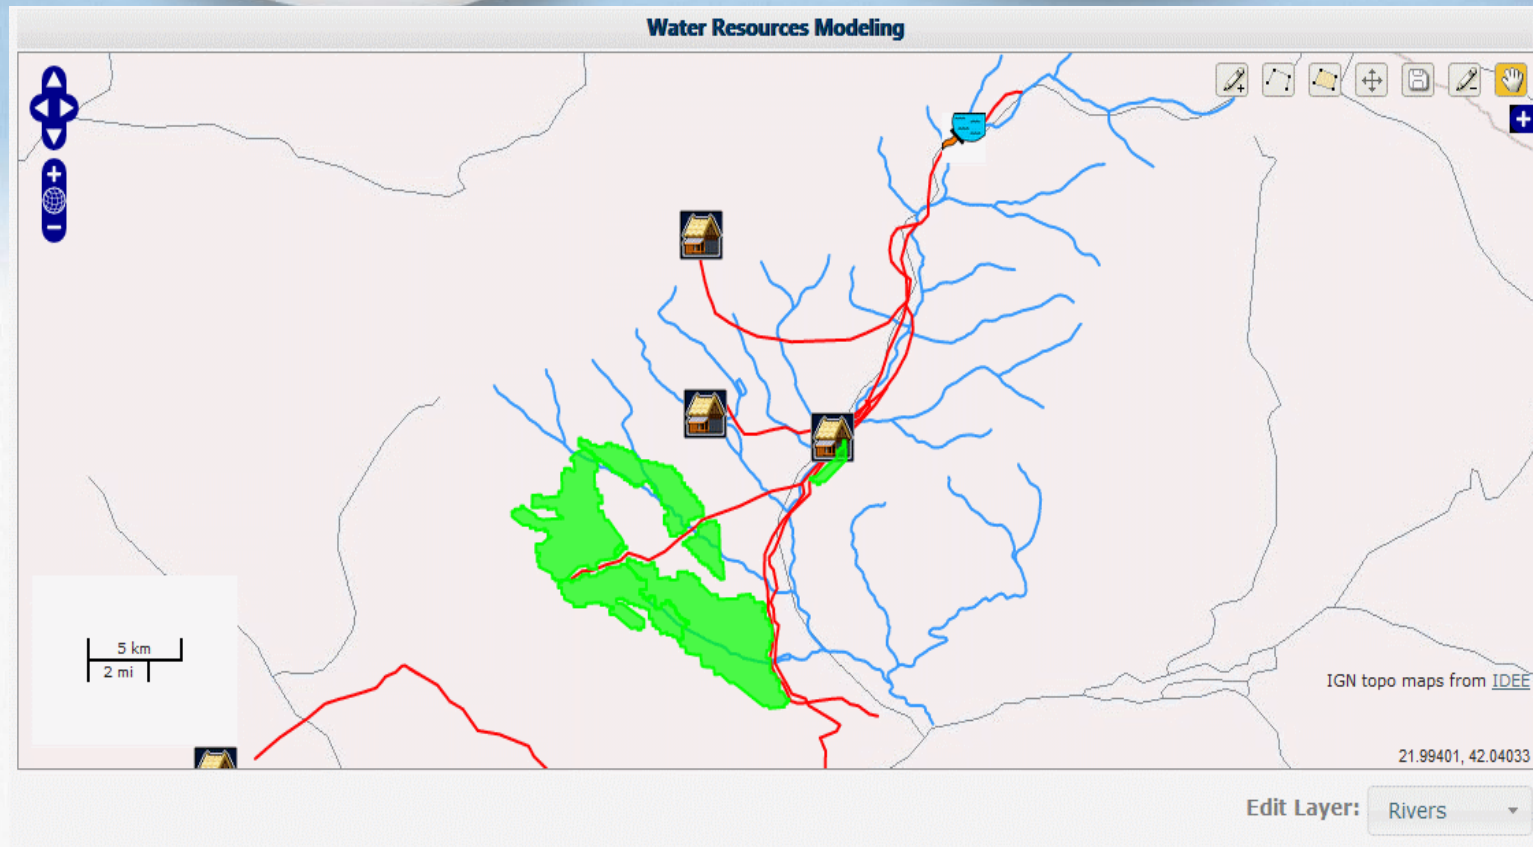 Water Resources Modeling
5 km
2 mi
IGN topo maps from IDEE
21.99401, 42.04033
Edit Layer: Rivers